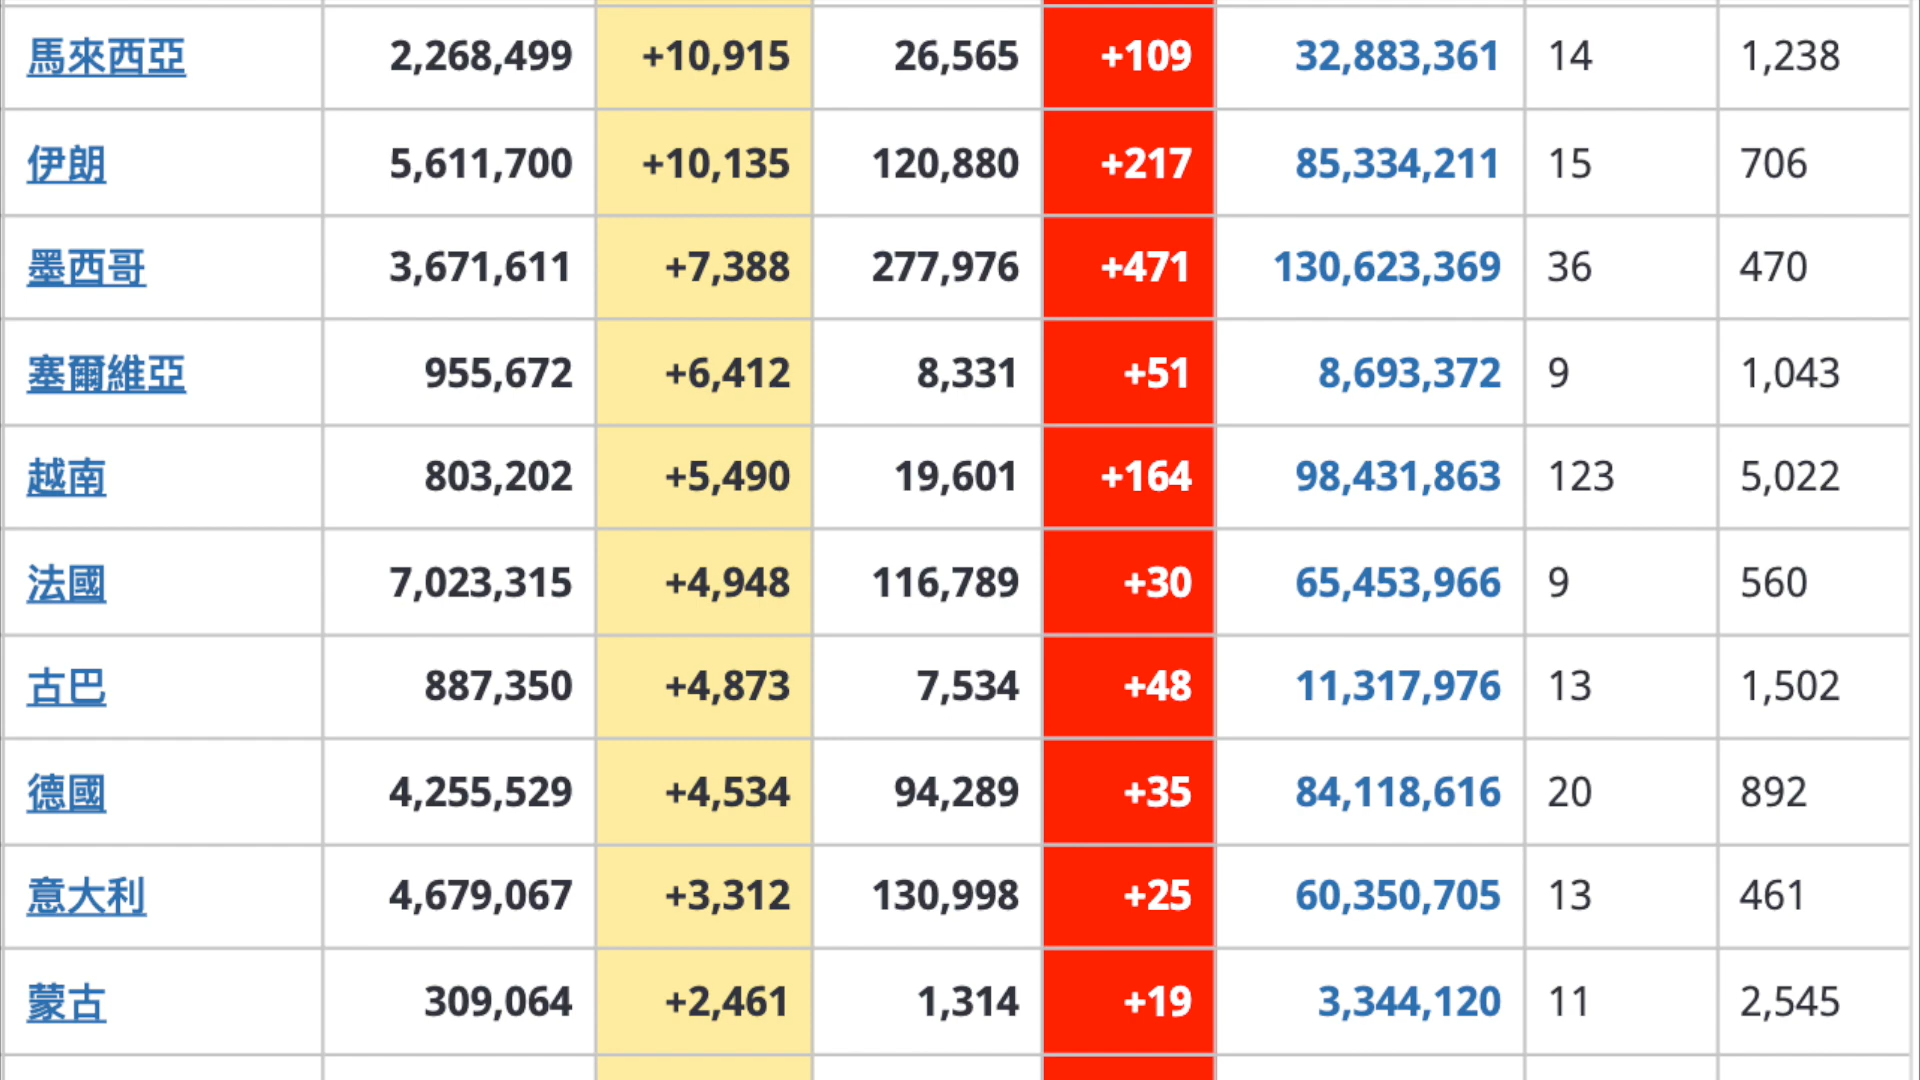 馬來西亞 2,268,499 +10,915 26,565 +109 32,883,361 14 1,238
伊朗 5,611,700 +10,135 120,880 +217 85,334,211 15 706
墨西哥 3,671,611 +7,388 277,976 +471 130,623,369 36 470
塞爾維亞 955,672 +6,412 8,331 +51 8,693,372 9 1,043
越南 803,202 +5,490 19,601 +164 98,431,863 123 5,022
法國 7,023,315 +4,948 116,789 +30 65,453,966 9 560
古巴 887,350 +4,873 7,534 +48 11,317,976 13 1,502
德國 4,255,529 +4,534 94,289 +35 84,118,616 20 892
意大利 4,679,067 +3,312 130,998 +25 60,350,705 13 461
蒙古 309,064 +2,461 1,314 +19 3,344,120 11 2,545